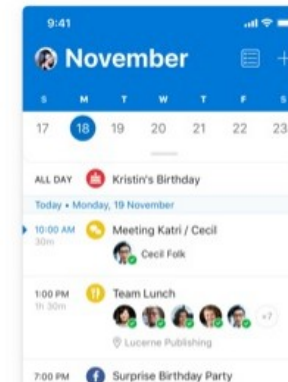 9:41
November
S M T W T F S
17 18 19 20 21 22 23
ALL DAY Kristin's Birthday
Today • Monday, 19 November
10:00 AM Meeting Katri / Cecil
30m
Cecil Folk
1:00 PM Team Lunch
1h 30m
+7
Lucerne Publishing
7:00 PM Surprise Birthday Party